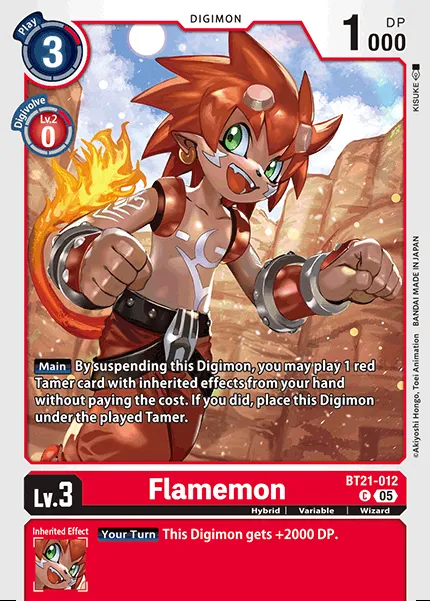 Play
3
DIGIMON
1000
DP
Digivolve
Lv.2
0
KISUKE
©Akiyoshi Hongo, Toei Animation BANDAI MADE IN JAPAN
Main By suspending this Digimon, you may play 1 red
Tamer card with inherited effects from your hand
without paying the cost. If you did, place this Digimon
under the played Tamer.
Lv.3
Flamemon
BT21-012
C 05
Hybrid | Variable | Wizard
Inherited Effect
Your Turn This Digimon gets +2000 DP.